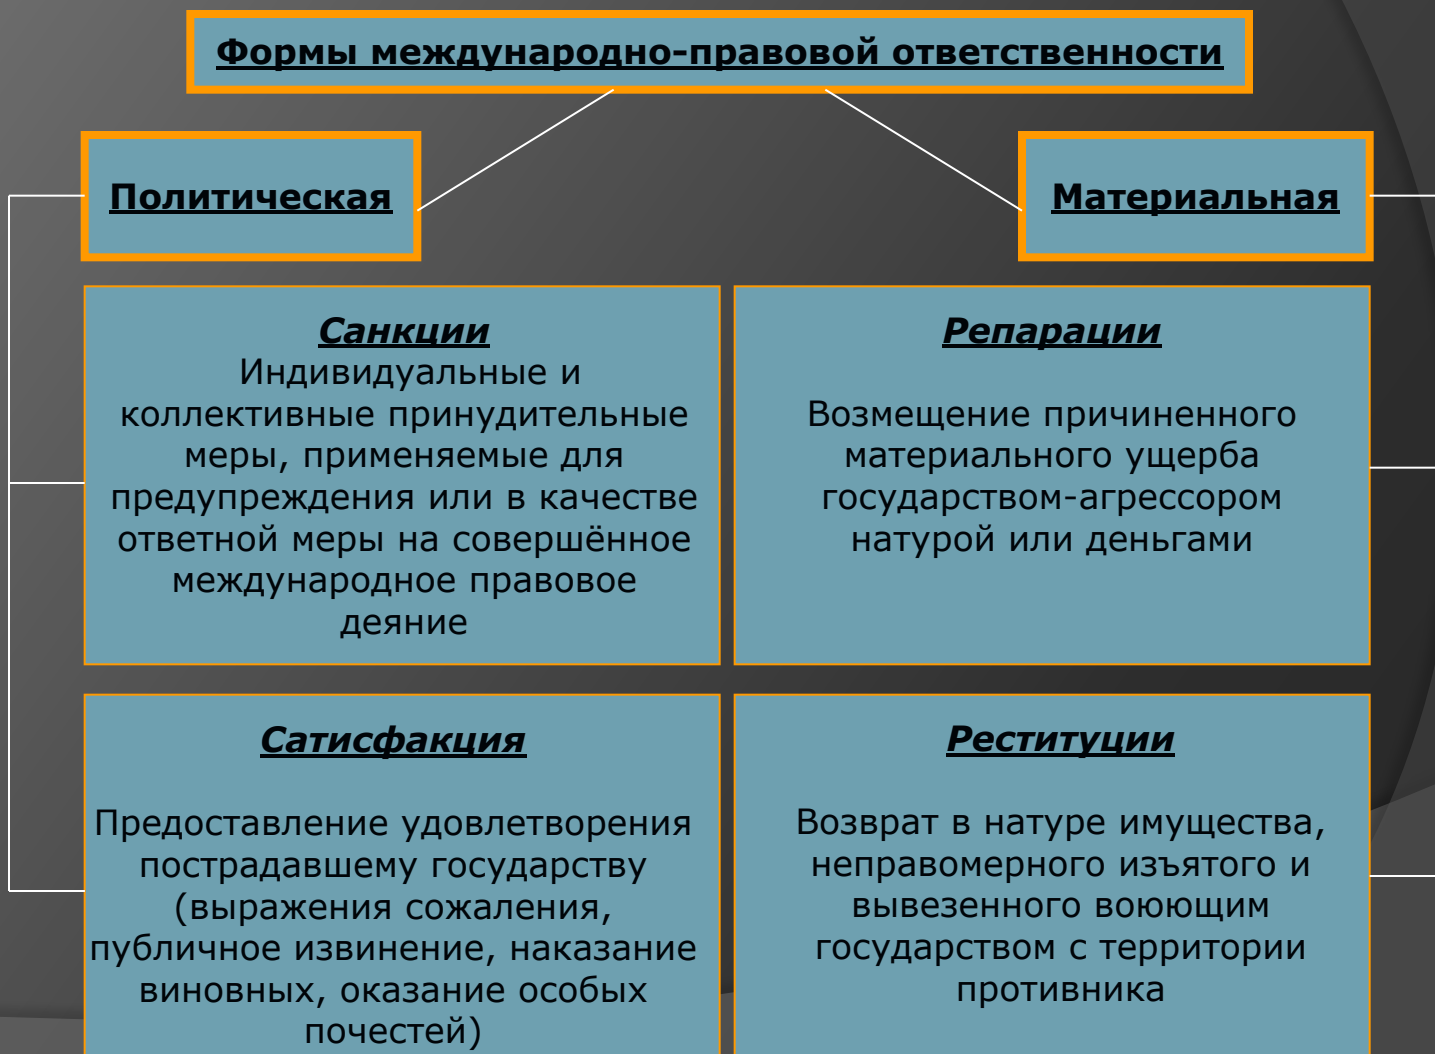 Формы международно-правовой ответственности
Политическая
Материальная
Санкции
Индивидуальные и
коллективные принудительные
меры, применяемые для
предупреждения или в качестве
ответной меры на совершённое
международное правовое
деяние
Репарации
Возмещение причиненного
материального ущерба
государством-агрессором
натурой или деньгами
Сатисфакция
Предоставление удовлетворения
пострадавшему государству
(выражения сожаления,
публичное извинение, наказание
виновных, оказание особых
почестей)
Реституции
Возврат в натуре имущества,
неправомерного изъятого и
вывезенного воюющим
государством с территории
противника